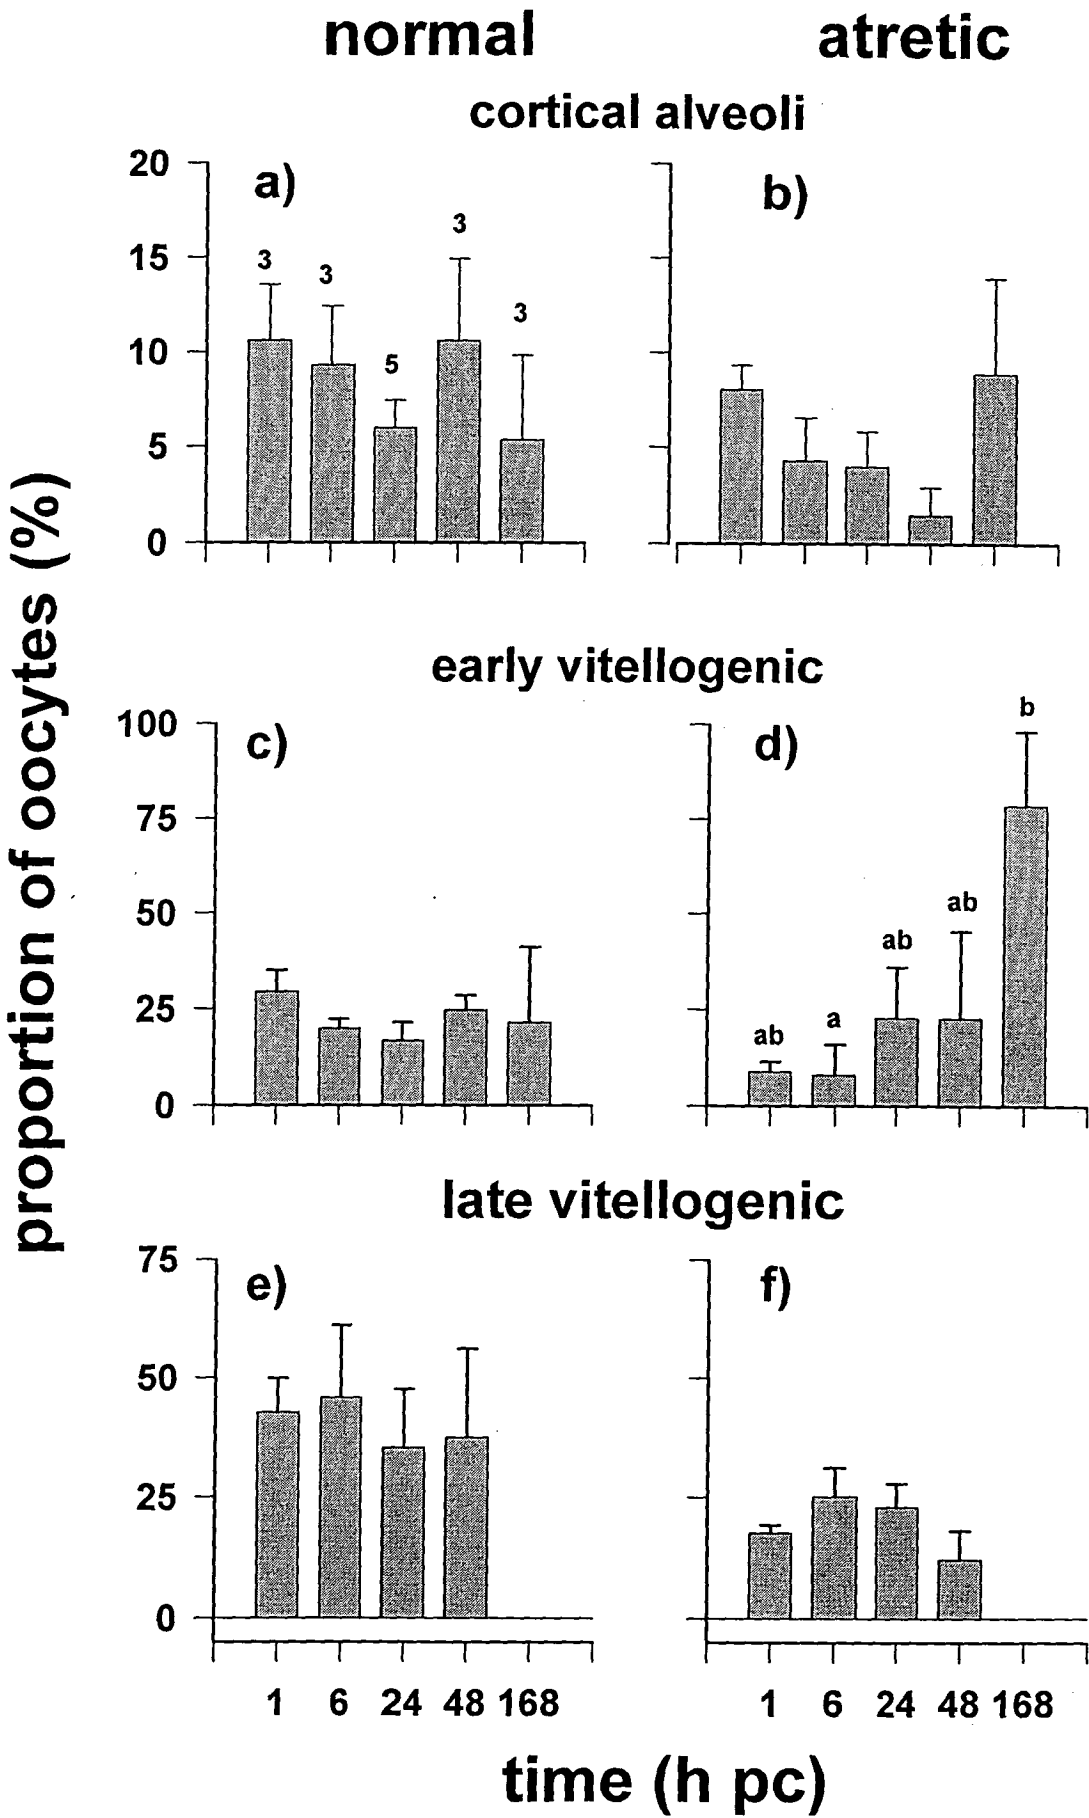 normal atretic
cortical alveoli
a) b)
20
15
10
5
0
3 3 5 3 3
early vitellogenic
c) d)
100
75
50
25
0
ab a ab ab b
late vitellogenic
e) f)
75
50
25
0
1 6 24 48 168 1 6 24 48 168
time (h pc)
proportion of oocytes (%)